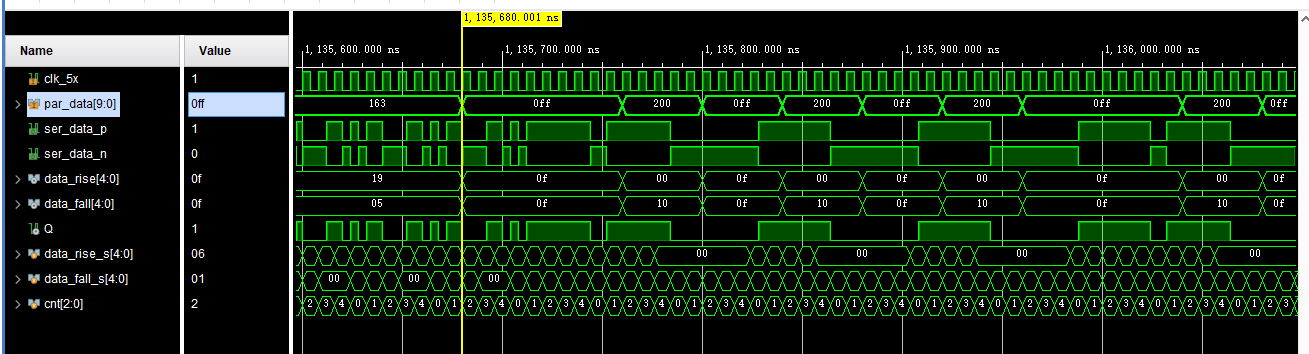 1,135,680.001 ns
Name Value 1,135,600.000 ns 1,135,700.000 ns 1,135,800.000 ns 1,135,900.000 ns 1,136,000.000 ns
clk_5x 1
par_data[9:0] 0ff 163 0ff 200 0ff 200 0ff 200 0ff 200 0ff
ser_data_p 1
ser_data_n 0
data_rise[4:0] 0f 19 0f 00 0f 00 0f 00 0f 00 0f
data_fall[4:0] 0f 05 0f 10 0f 10 0f 10 0f 10 0f
Q 1
data_rise_s[4:0] 06 00 00 00 00
data_fall_s[4:0] 01 00 00 00
cnt[2:0] 2 2 3 4 0 1 2 3 4 0 1 2 3 4 0 1 2 3 4 0 1 2 3 4 0 1 2 3 4 0 1 2 3 4 0 1 2 3 4 0 1 2 3 4 0 1 2 3 4 0 1 2 3 4 0 1 2 3 4 0 1 2 3